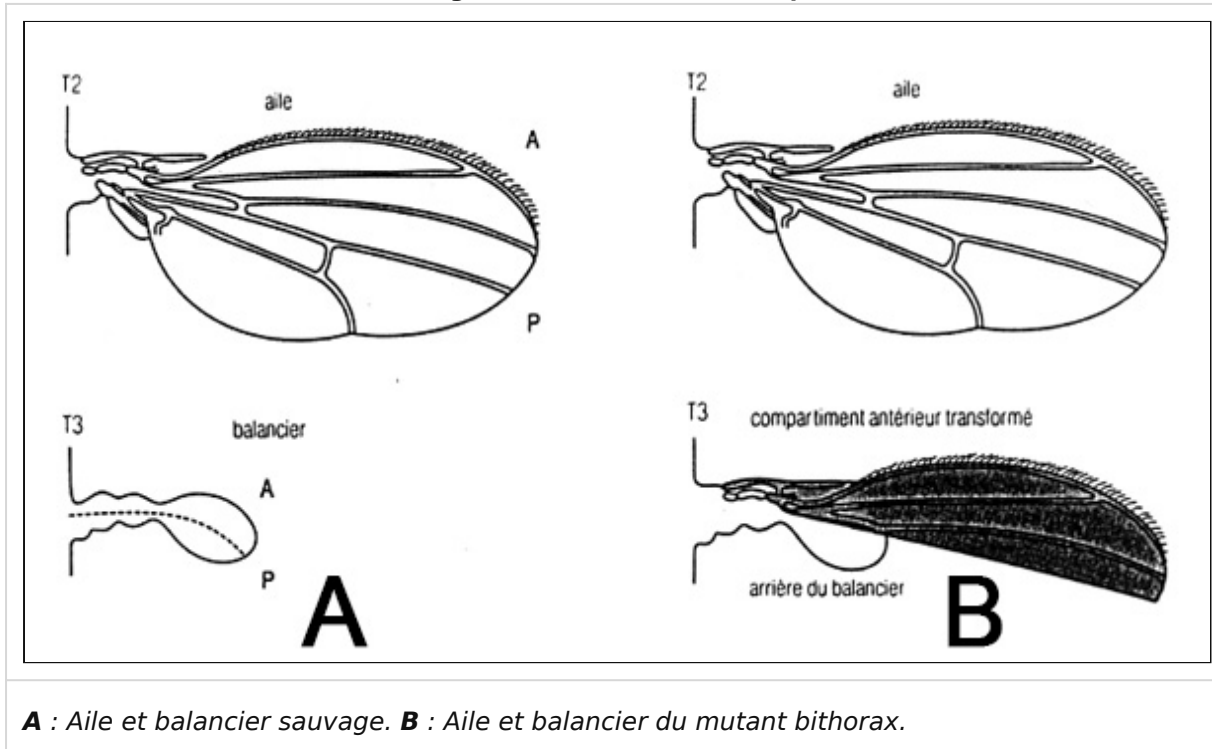 T2
aile
A
P
T3
balancier
A
P
A
T2
aile
T3
compartiment antérieur transformé
arrière du balancier
B
A : Aile et balancier sauvage. B : Aile et balancier du mutant bithorax.